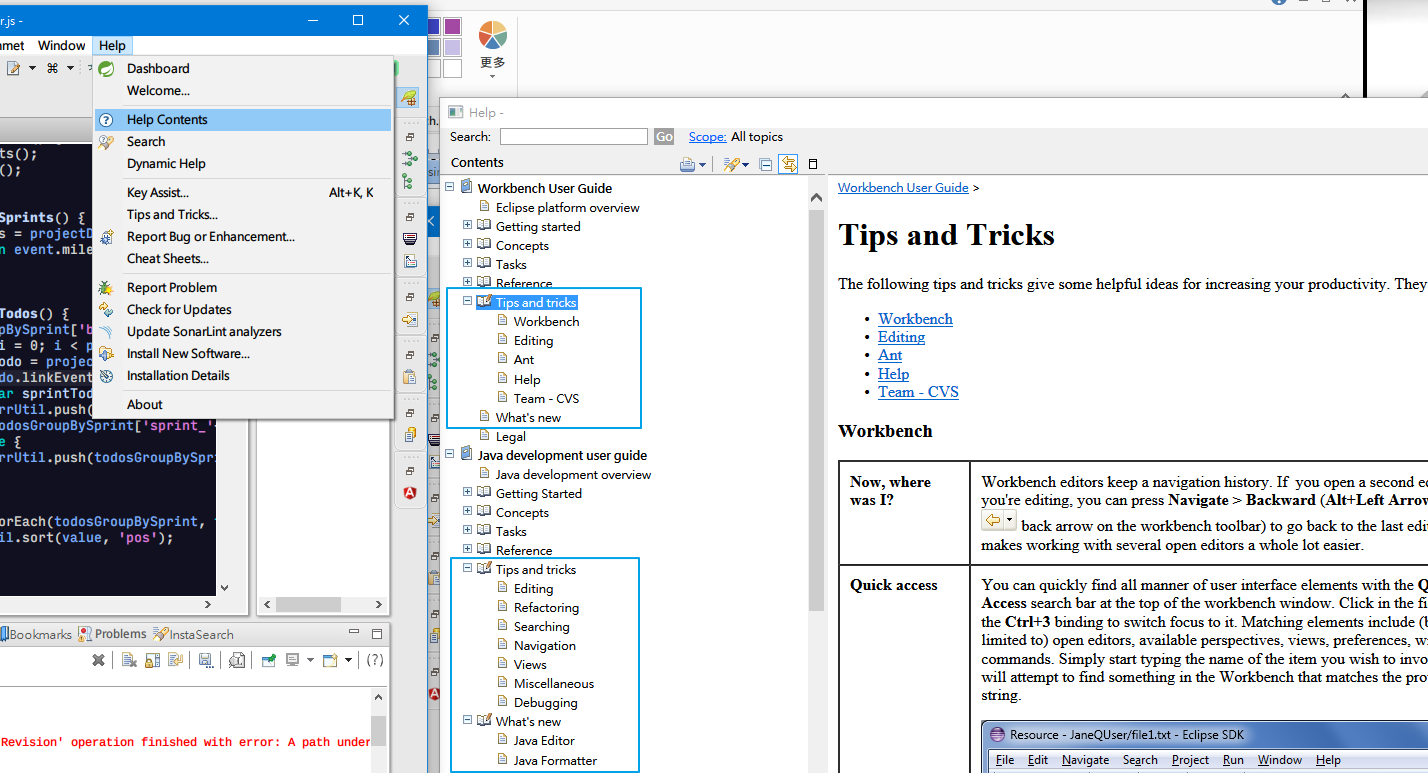 r.js -
nmet Window Help
Dashboard
Welcome...
Help Contents
Search
Dynamic Help
Key Assist... Alt+K, K
Tips and Tricks...
Report Bug or Enhancement...
Cheat Sheets...
Report Problem
Check for Updates
Update SonarLint analyzers
Install New Software...
Installation Details
About
ts();
();
Sprints() {
s = projectD
n event.mile
Todos() {
pBySprint['b
i = 0; i < p
odo = projec
do.linkEvent
ar sprintTod
rrUtil.push(
odosGroupBySprint['sprint_'
e {
rrUtil.push(todosGroupBySpr
orEach(todosGroupBySprint,
il.sort(value, 'pos');
Bookmarks Problems InstaSearch
Revision' operation finished with error: A path under
更多
Help -
Search: Go Scope: All topics
Contents
Workbench User Guide
Eclipse platform overview
Getting started
Concepts
Tasks
Reference
Tips and tricks
Workbench
Editing
Ant
Help
Team - CVS
What's new
Legal
Java development user guide
Java development overview
Getting Started
Concepts
Tasks
Reference
Tips and tricks
Editing
Refactoring
Searching
Navigation
Views
Miscellaneous
Debugging
What's new
Java Editor
Java Formatter
Workbench User Guide >
Tips and Tricks
The following tips and tricks give some helpful ideas for increasing your productivity. They
• Workbench
• Editing
• Ant
• Help
• Team - CVS
Workbench
Now, where was I?
Workbench editors keep a navigation history. If you open a second e
you're editing, you can press Navigate > Backward (Alt+Left Arrow
back arrow on the workbench toolbar) to go back to the last edi
makes working with several open editors a whole lot easier.
Quick access
You can quickly find all manner of user interface elements with the Q
Access search bar at the top of the workbench window. Click in the fi
the Ctrl+3 binding to switch focus to it. Matching elements include (b
limited to) open editors, available perspectives, views, preferences, w
commands. Simply start typing the name of the item you wish to invo
will attempt to find something in the Workbench that matches the pro
string.
Resource - JaneQUser/file1.txt - Eclipse SDK
File Edit Navigate Search Project Run Window Help